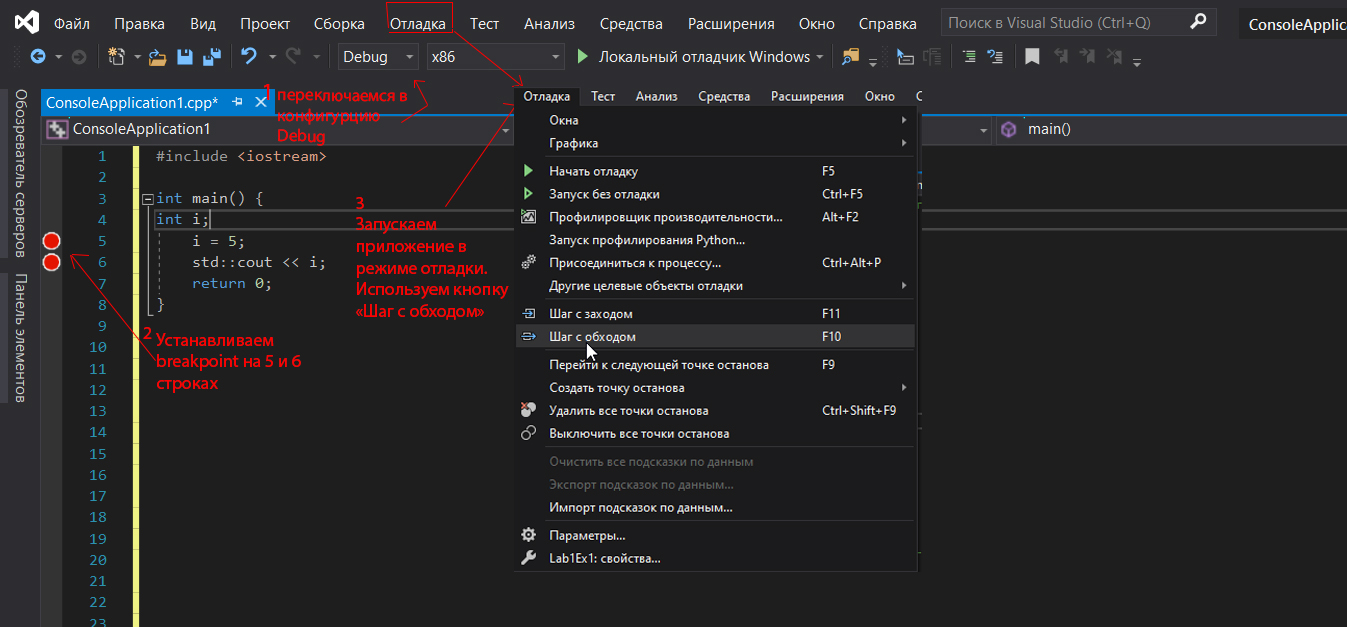 Файл Правка Вид Проект Сборка Отладка Тест Анализ Средства Расширения Окно Справка Поиск в Visual Studio (Ctrl+Q) ConsoleApplic
Debug x86 Локальный отладчик Windows
Обозреватель серверов
Панель элементов
ConsoleApplication1.cpp*
ConsoleApplication1
main()
1 переключаемся в
конфигурцию
Debug
1 #include <iostream>
2
3 int main() {
4 int i;
5 i = 5;
6 std::cout << i;
7 return 0;
8 }
9
10
11
12
13
14
15
16
17
18
19
20
21
22
23
2 Устанавливаем
breakpoint на 5 и 6
строках
3
Запускаем
приложение в
режиме отладки.
Используем кнопку
«Шаг с обходом»
Отладка Тест Анализ Средства Расширения Окно С
Окна
Графика
Начать отладку F5
Запуск без отладки Ctrl+F5
Профилировщик производительности... Alt+F2
Запуск профилирования Python...
Присоединиться к процессу... Ctrl+Alt+P
Другие целевые объекты отладки
Шаг с заходом F11
Шаг с обходом F10
Перейти к следующей точке останова F9
Создать точку останова
Удалить все точки останова Ctrl+Shift+F9
Выключить все точки останова
Очистить все подсказки по данным
Экспорт подсказок по данным...
Импорт подсказок по данным...
Параметры...
Lab1Ex1: свойства...